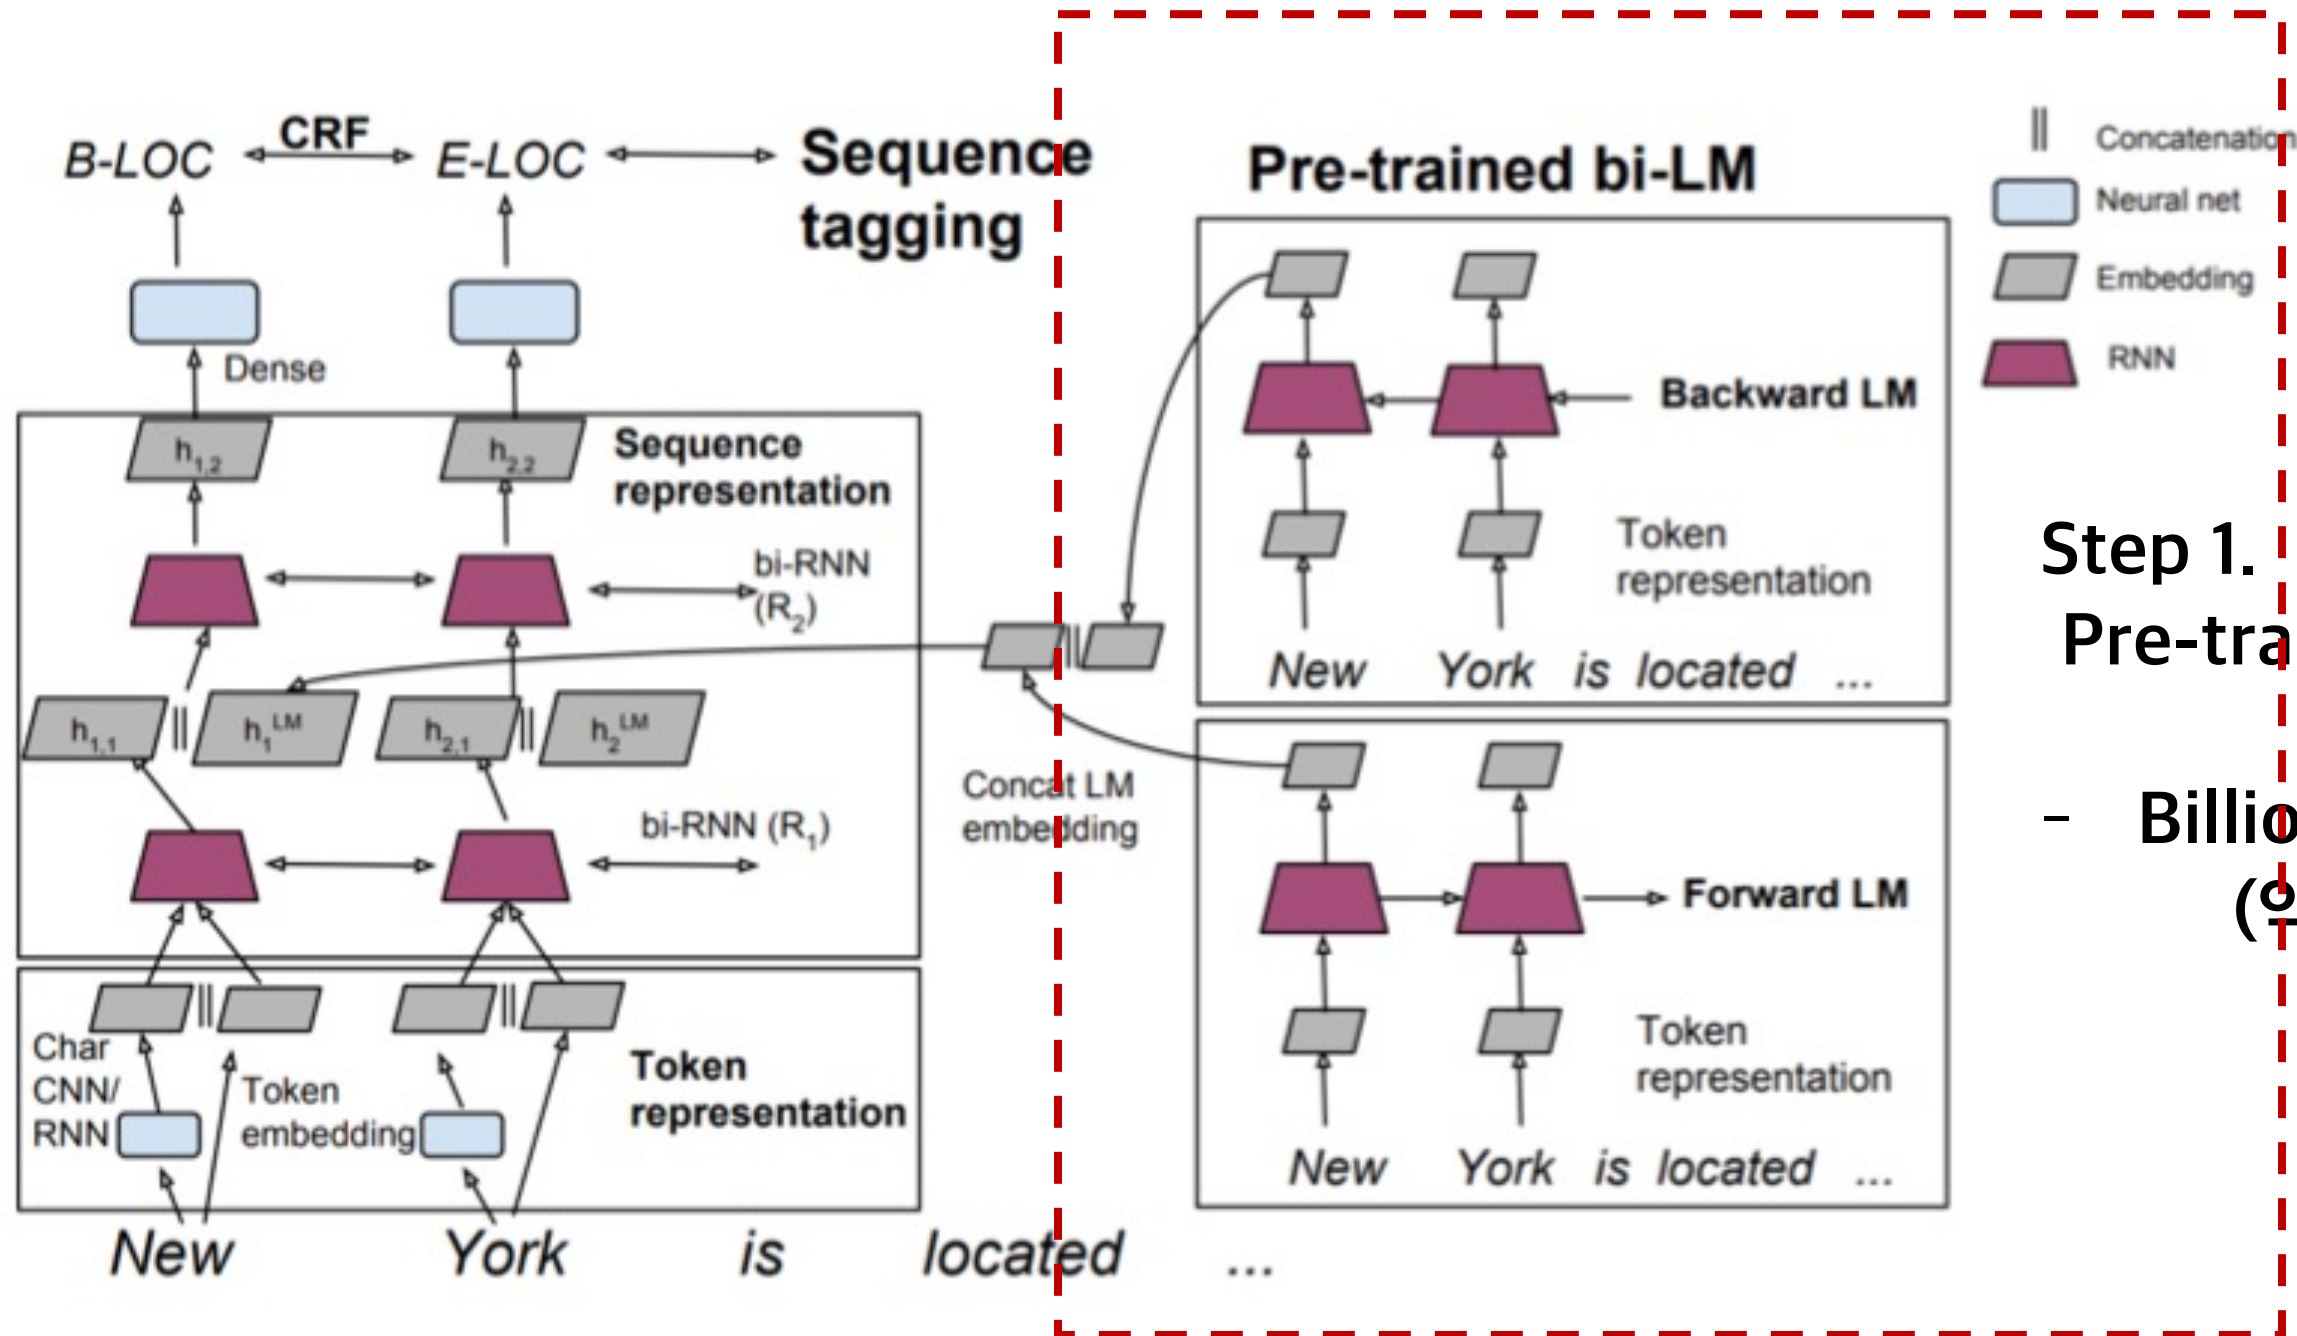 B-LOC
CRF
E-LOC
Sequence
tagging
Dense
h1,2
h2,2
Sequence
representation
bi-RNN
(R2)
h1,1
||
h1LM
h2,1
||
h2LM
bi-RNN (R1)
||
||
Char
CNN/
RNN
Token
embedding
Token
representation
New York is located ...
||
Concat LM
embedding
Pre-trained bi-LM
Backward LM
Token
representation
New York is located ...
Forward LM
Token
representation
New York is located ...
|| Concatenation
Neural net
Embedding
RNN
Step 1.
Pre-tra
- Billio
(